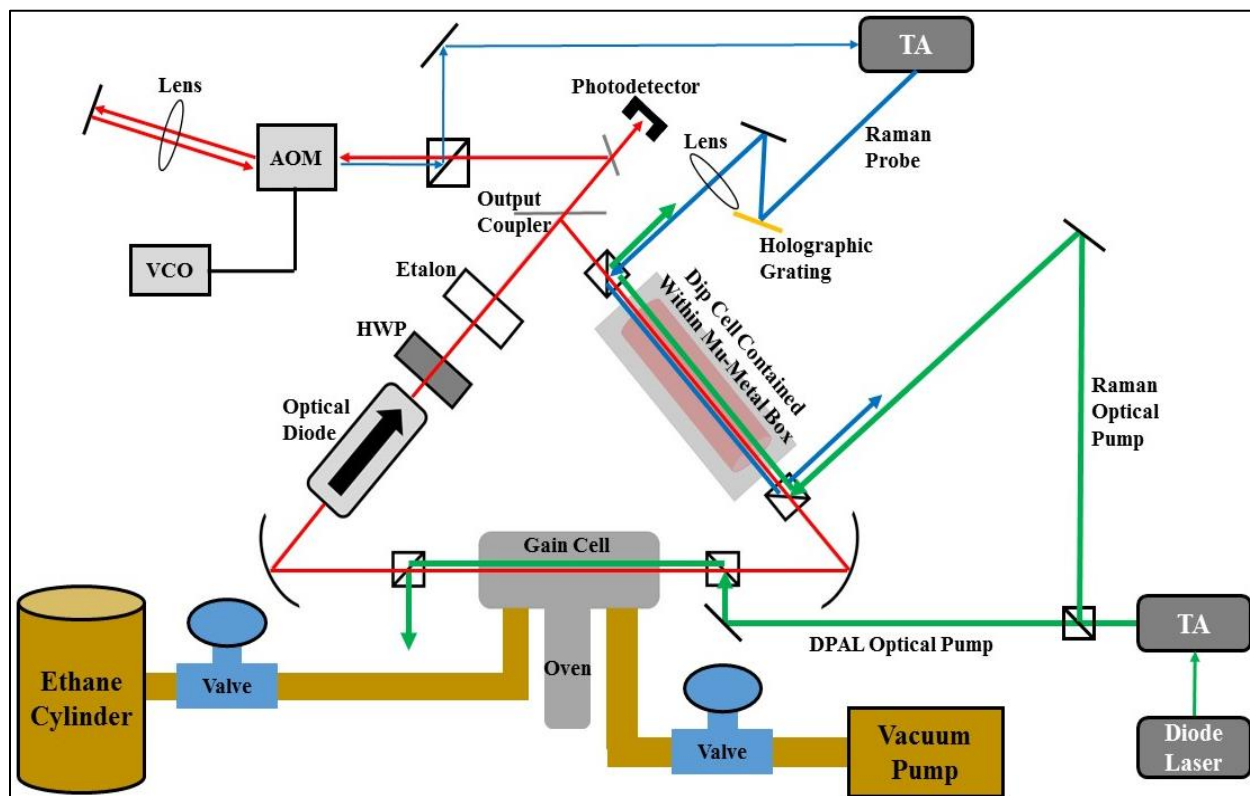 TA
Photodetector
Lens
AOM
Raman
Probe
Lens
Output
Coupler
Holographic
Grating
VCO
Etalon
Dip Cell Contained
Within Mu-Metal Box
HWP
Raman
Optical
Pump
Optical
Diode
Gain Cell
DPAL Optical Pump
TA
Ethane
Cylinder
Valve
Oven
Valve
Vacuum
Pump
Diode
Laser